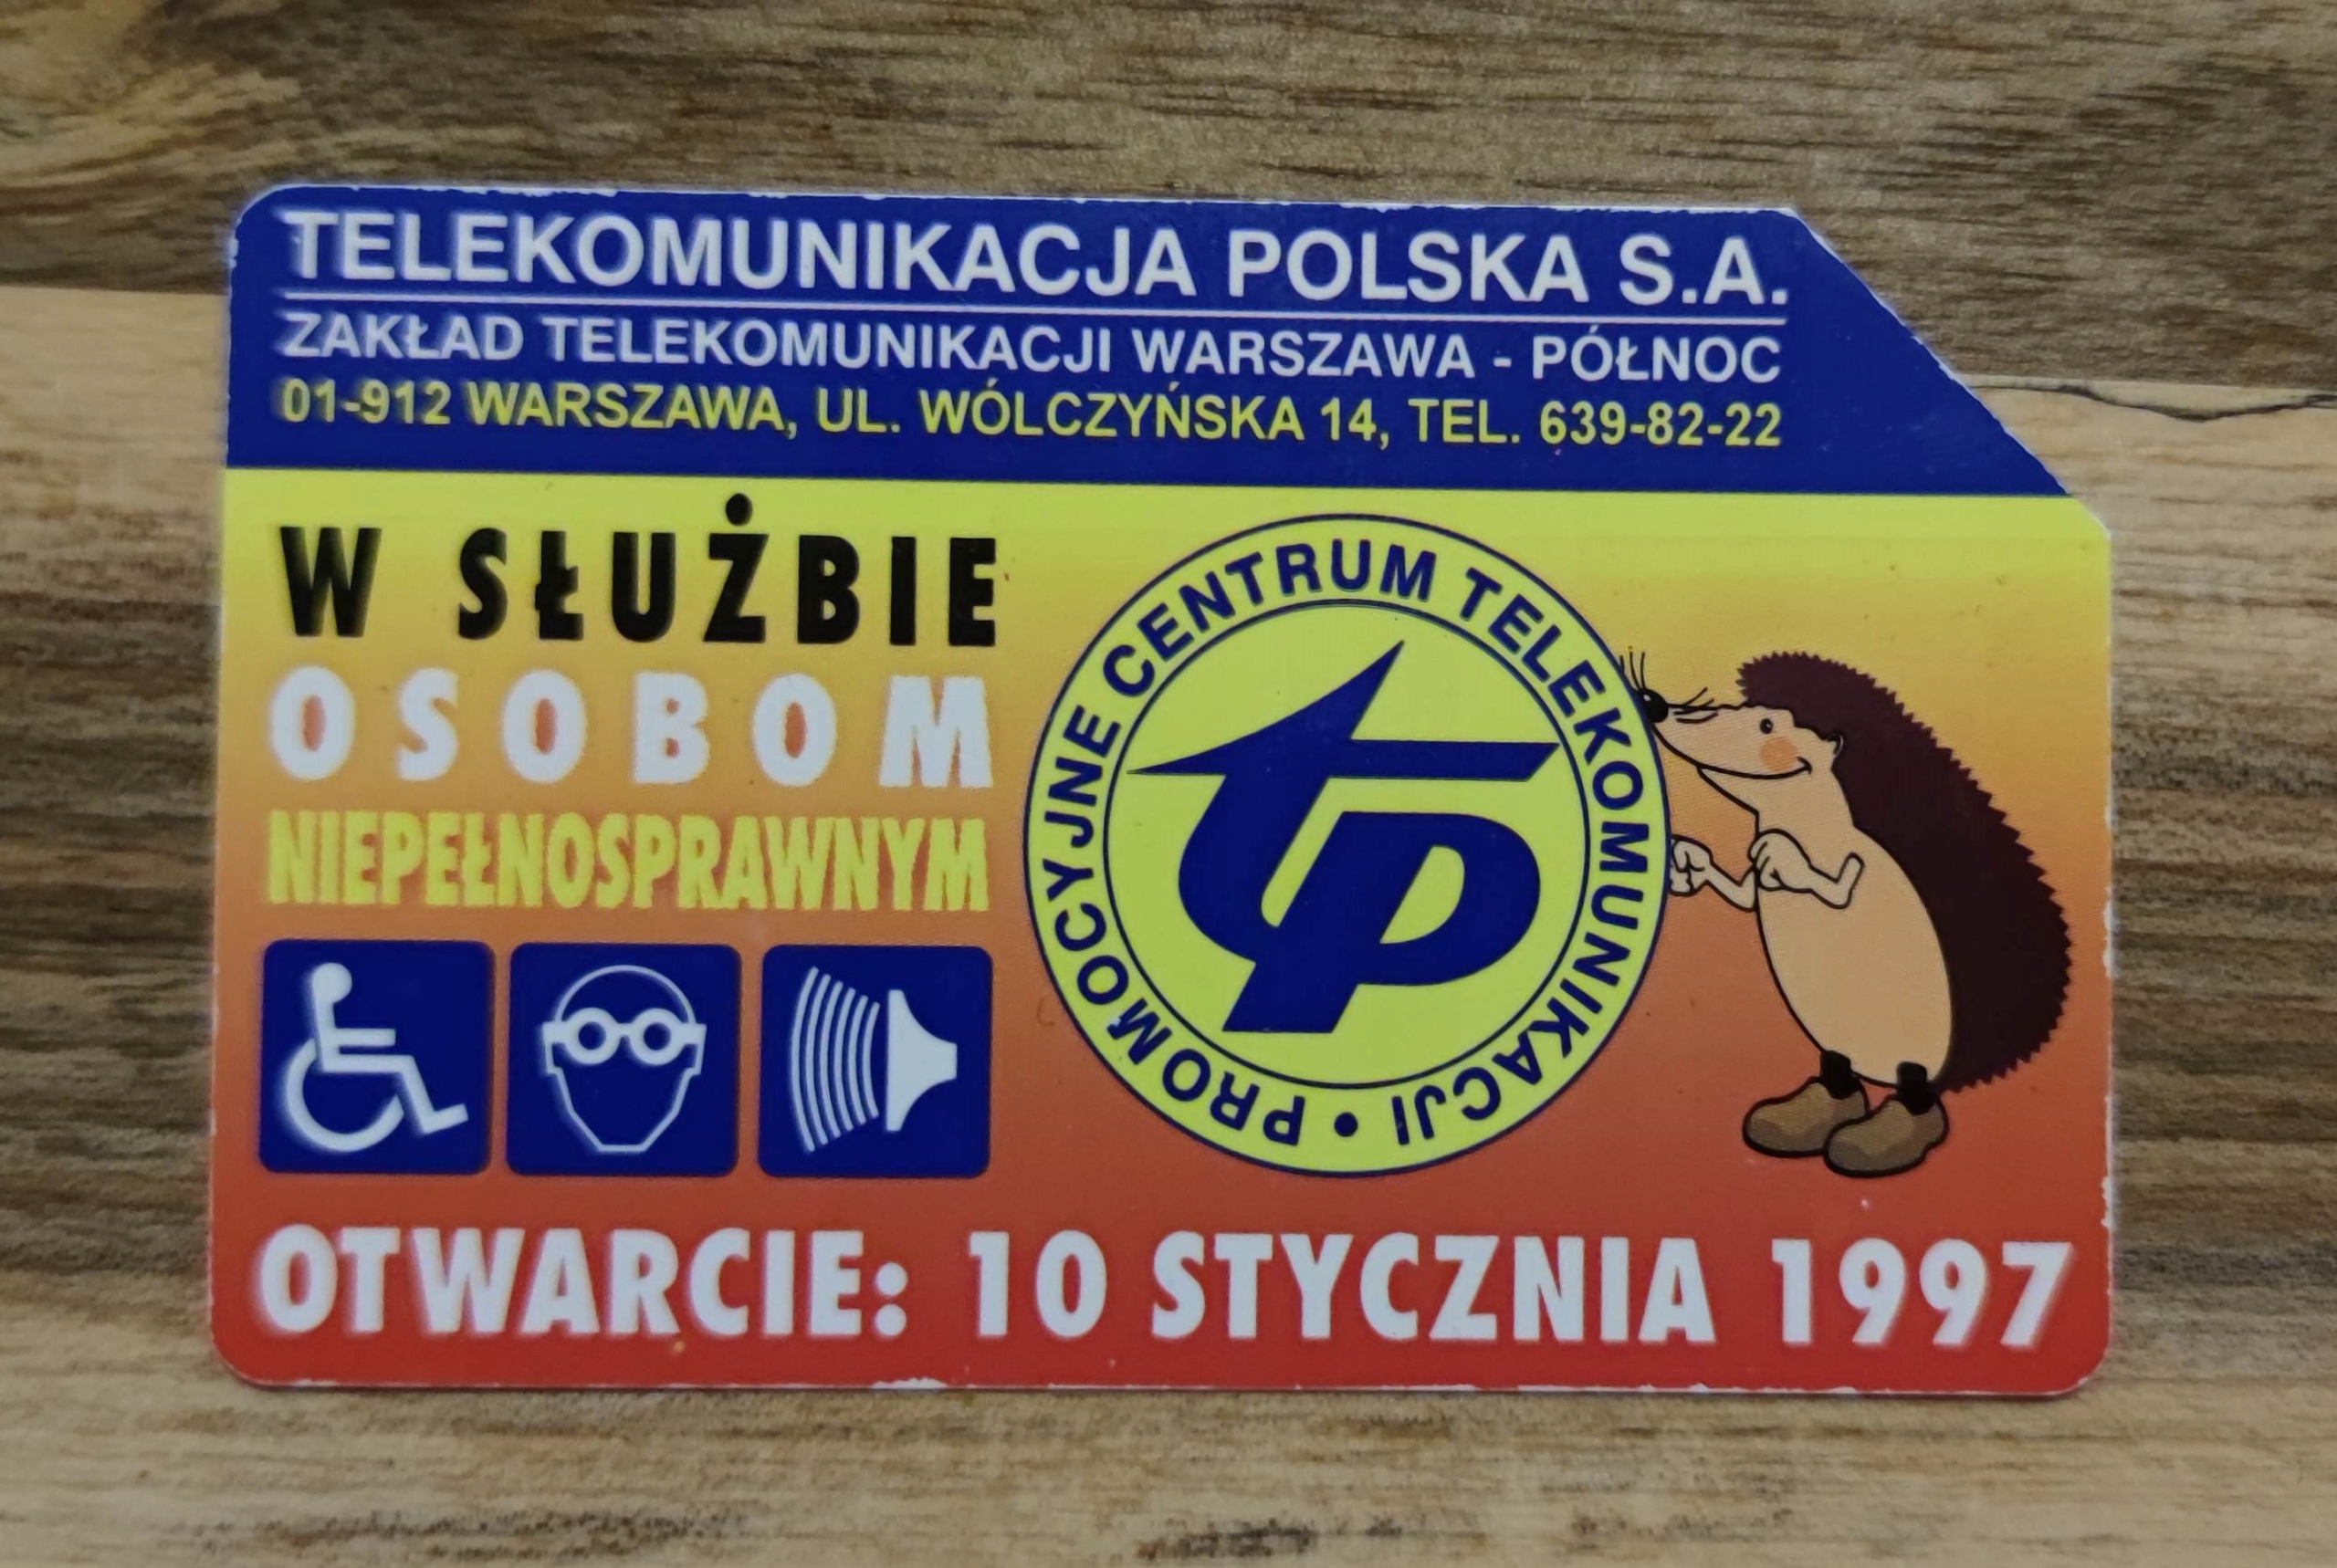 TELEKOMUNIKACJA POLSKA S.A.
ZAKŁAD TELEKOMUNIKACJI WARSZAWA - PÓŁNOC
01-912 WARSZAWA, UL. WÓLCZYŃSKA 14, TEL. 639-82-22
W SŁUŻBIE
OSOBOM
NIEPEŁNOSPRAWNYM
PROMOCYJNE CENTRUM TELEKOMUNIKACJI •
tp
OTWARCIE: 10 STYCZNIA 1997